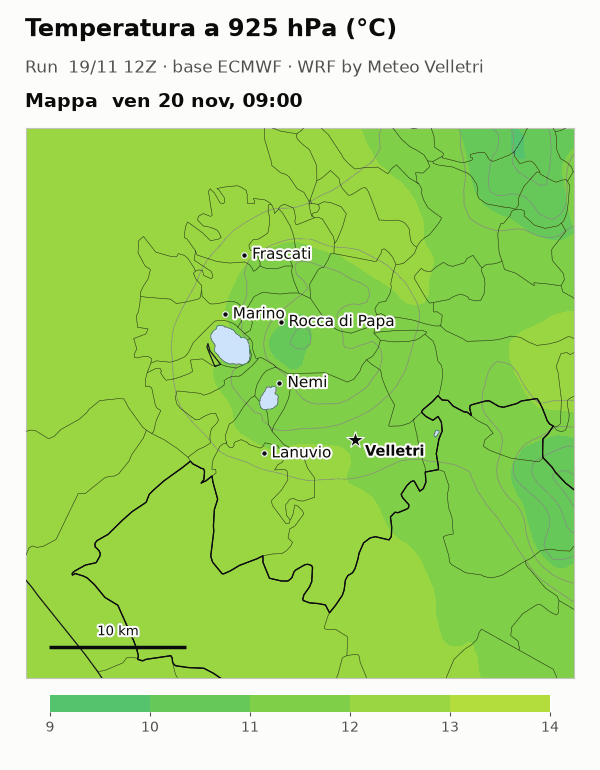 Temperatura a 925 hPa (°C)
Run  19/11 12Z · base ECMWF · WRF by Meteo Velletri
Mappa  ven 20 nov, 09:00
Frascati
Marino
Rocca di Papa
Nemi
Velletri
Lanuvio
10 km
9 10 11 12 13 14